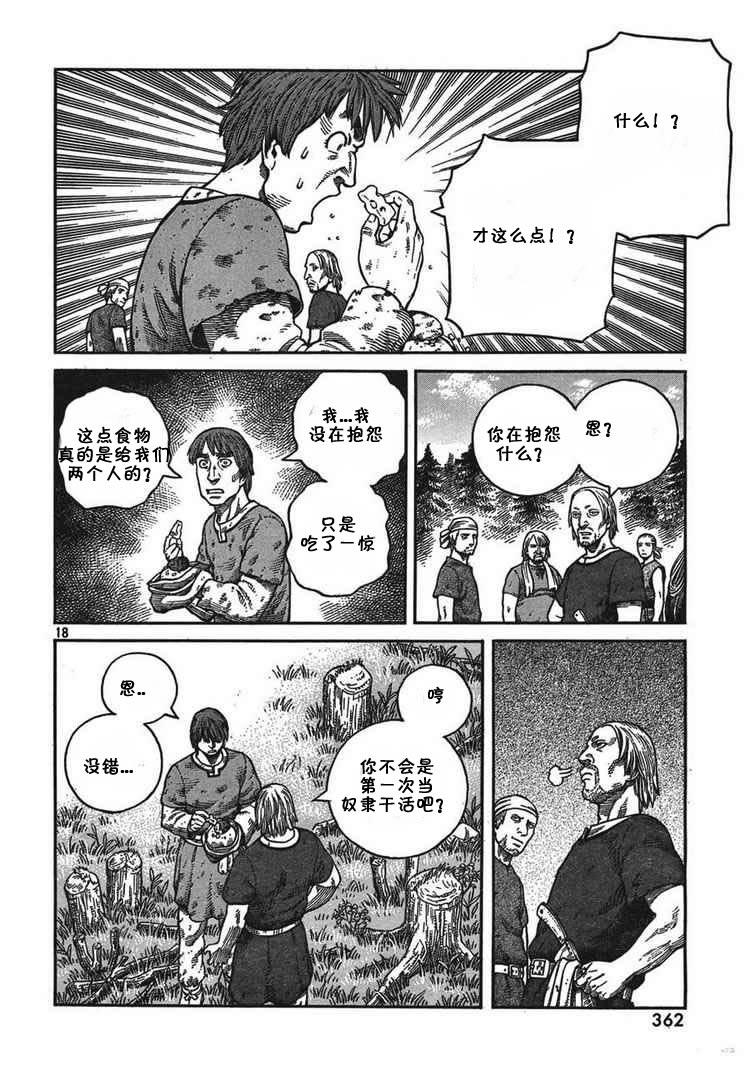 什么！？
才这么点！？
恩？
你在抱怨
什么？
我...我
没在抱怨
只是
吃了一惊
这点食物
真的是给我们
两个人的？
18
哼
你不会是
第一次当
奴隶干话吧？
恩..
没错...
362